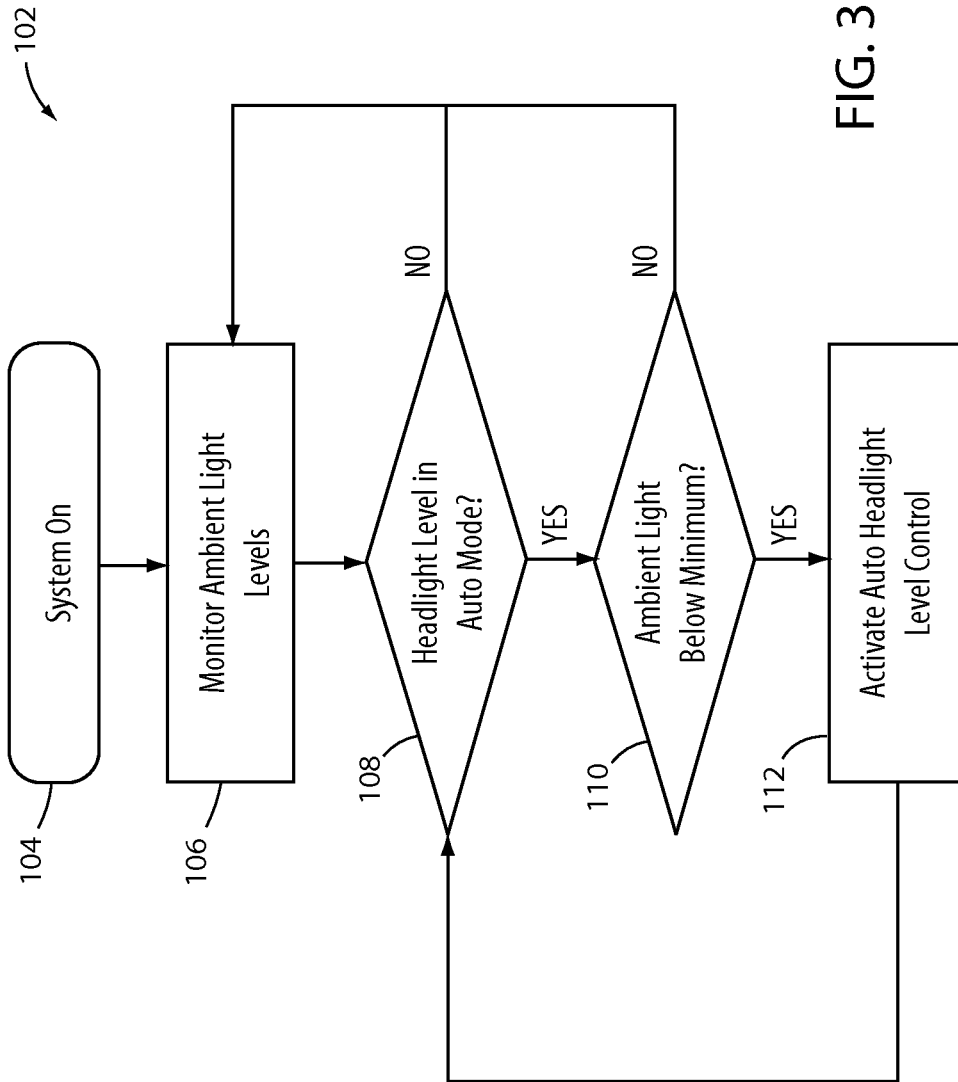 102
System On
104
Monitor Ambient Light
Levels
106
Headlight Level in
Auto Mode?
108
NO
YES
Ambient Light
Below Minimum?
110
NO
YES
Activate Auto Headlight
Level Control
112
FIG. 3